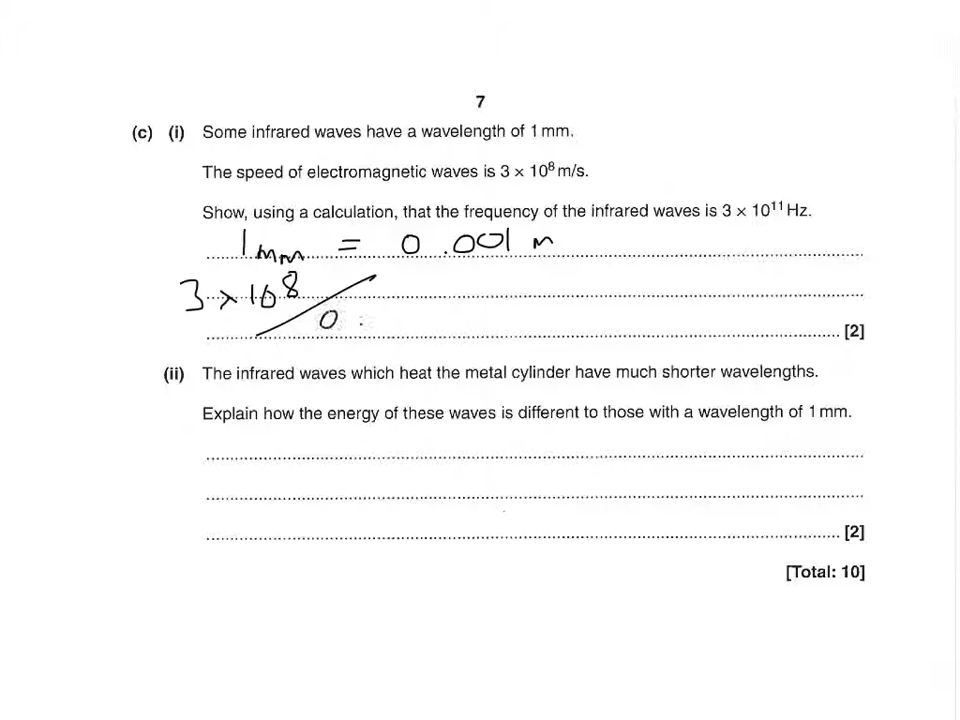 7
(c) (i) Some infrared waves have a wavelength of 1 mm.
The speed of electromagnetic waves is 3 × 10⁸ m/s.
Show, using a calculation, that the frequency of the infrared waves is 3 × 10¹¹ Hz.
1mm = 0.001 m
3 × 10⁸ / 0
[2]
(ii) The infrared waves which heat the metal cylinder have much shorter wavelengths.
Explain how the energy of these waves is different to those with a wavelength of 1 mm.
[2]
[Total: 10]